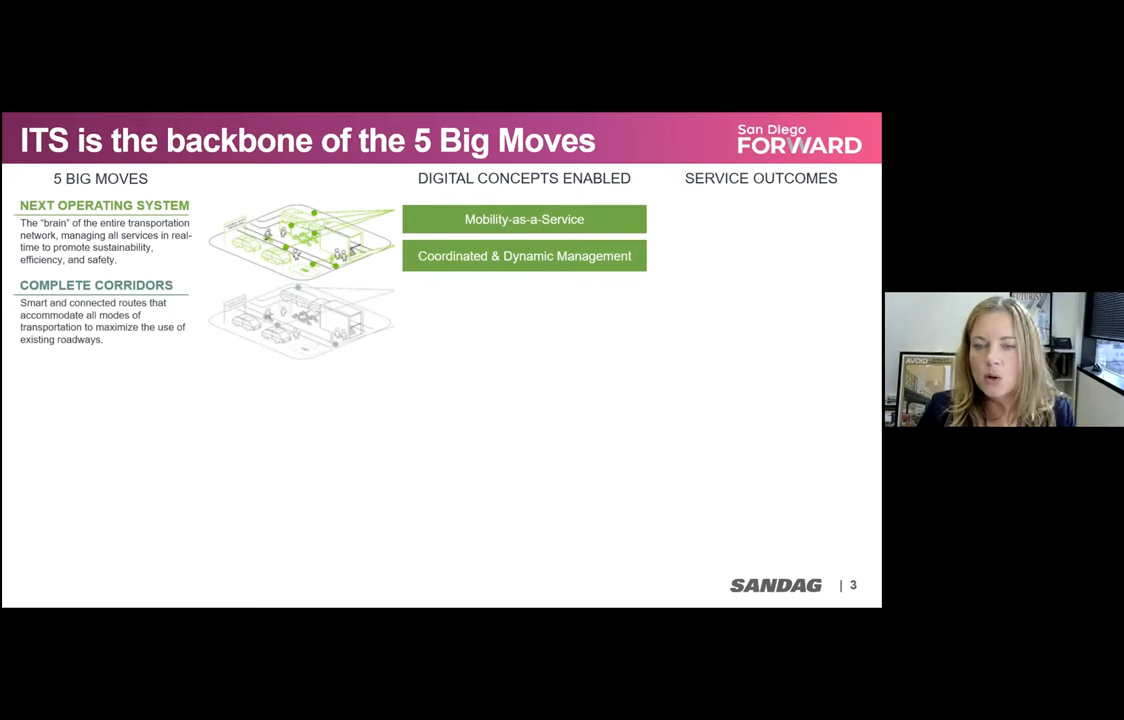 ITS is the backbone of the 5 Big Moves
San Diego
FORWARD
5 BIG MOVES
DIGITAL CONCEPTS ENABLED
SERVICE OUTCOMES
NEXT OPERATING SYSTEM
The “brain” of the entire transportation
network, managing all services in real-
time to promote sustainability,
efficiency, and safety.
Mobility-as-a-Service
Coordinated & Dynamic Management
COMPLETE CORRIDORS
Smart and connected routes that
accommodate all modes of
transportation to maximize the use of
existing roadways.
FUTURISM
AVOID
SANDAG
| 3